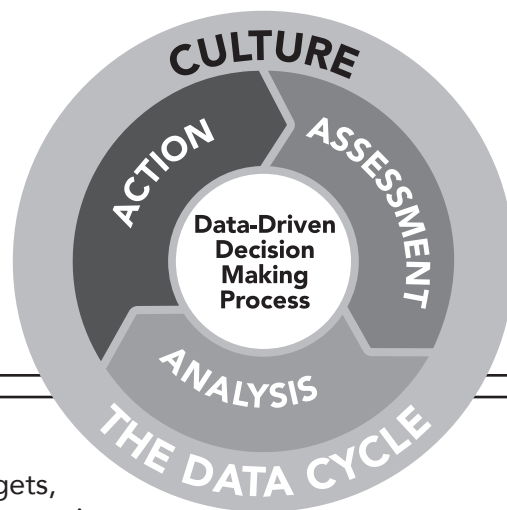 CULTURE
ACTION
ASSESSMENT
Data-Driven
Decision
Making
Process
ANALYSIS
THE DATA CYCLE
gets,